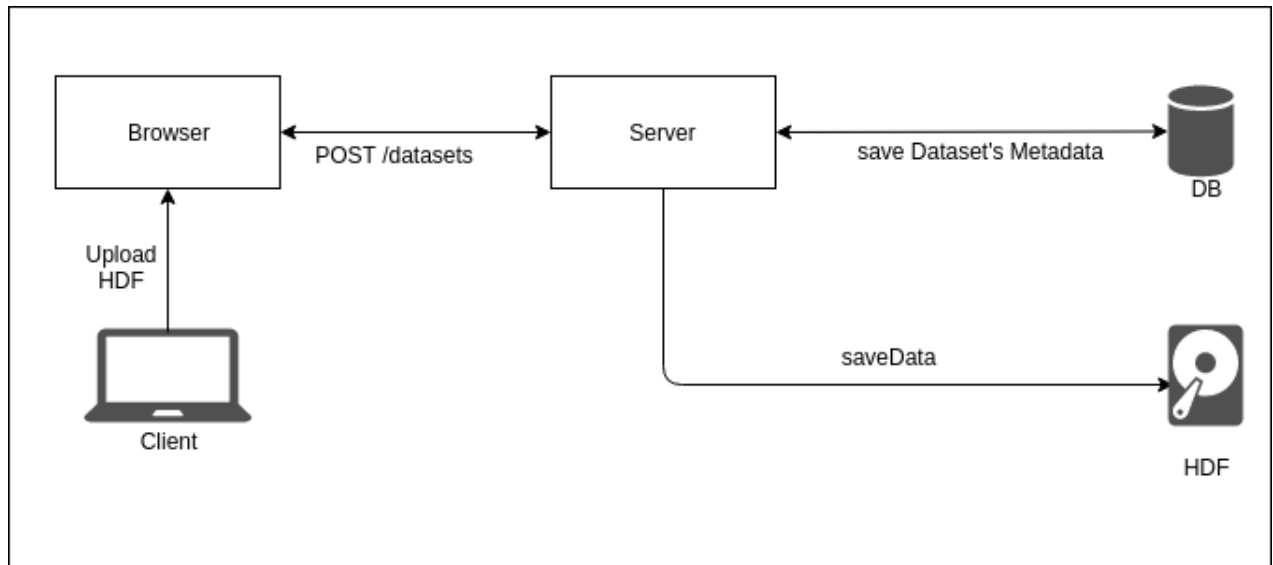 Browser
POST /datasets
Server
save Dataset's Metadata
DB
Upload
HDF
Client
saveData
HDF